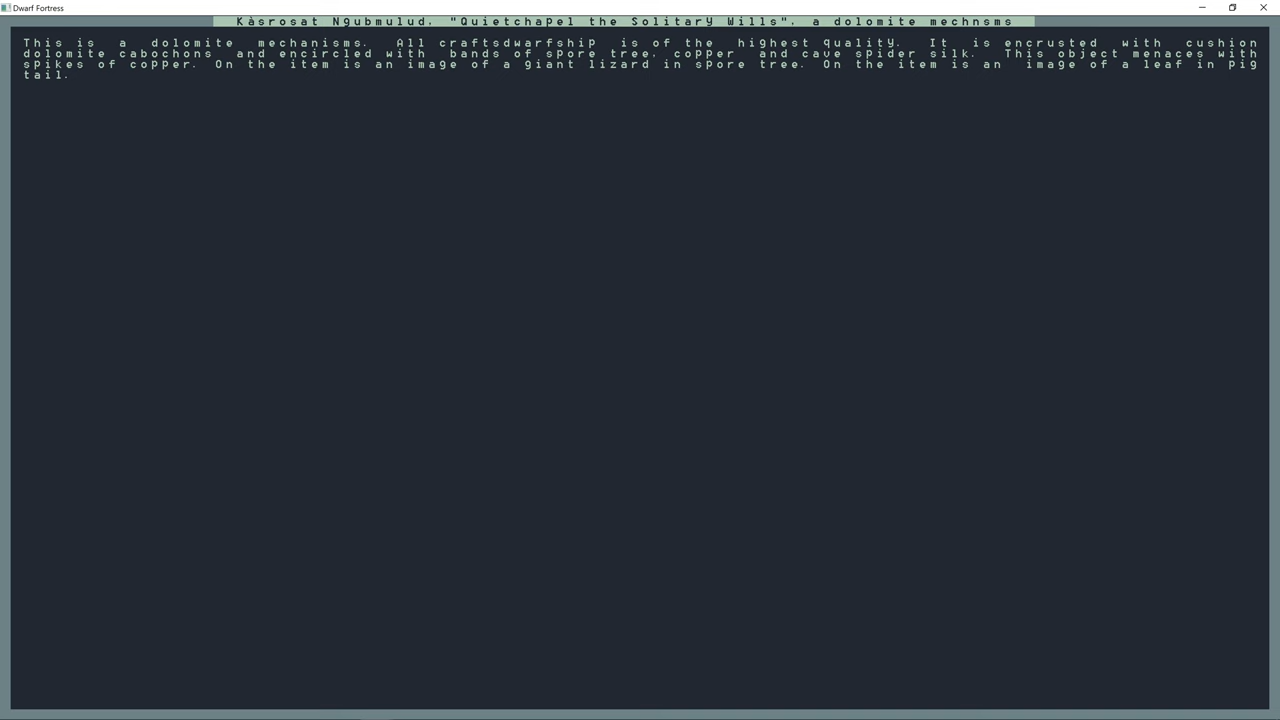 Dwarf Fortress
Kàsrosat Ngubmulud, "Quietchapel the Solitary Wills", a dolomite mechnsms
This is a dolomite mechanisms. All craftsdwarfship is of the highest quality. It is encrusted with cushion
dolomite cabochons and encircled with bands of spore tree, copper and cave spider silk. This object menaces with
spikes of copper. On the item is an image of a giant lizard in spore tree. On the item is an image of a leaf in pig
tail.